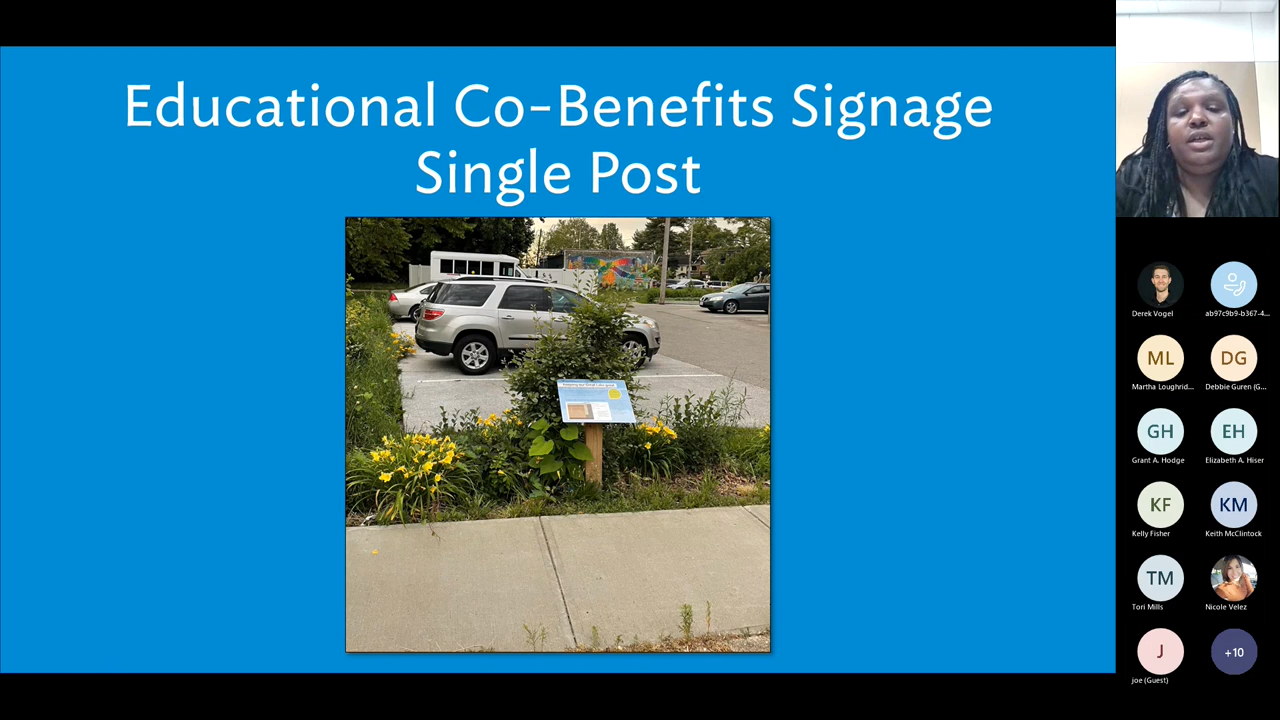 Educational Co-Benefits Signage
Single Post
Derek Vogel
ab97c9b9-b367-4...
ML
Martha Loughrid...
DG
Debbie Guren (G...
GH
Grant A. Hodge
EH
Elizabeth A. Hiser
KF
Kelly Fisher
KM
Keith McClintock
TM
Tori Mills
Nicole Velez
J
joe (Guest)
+10